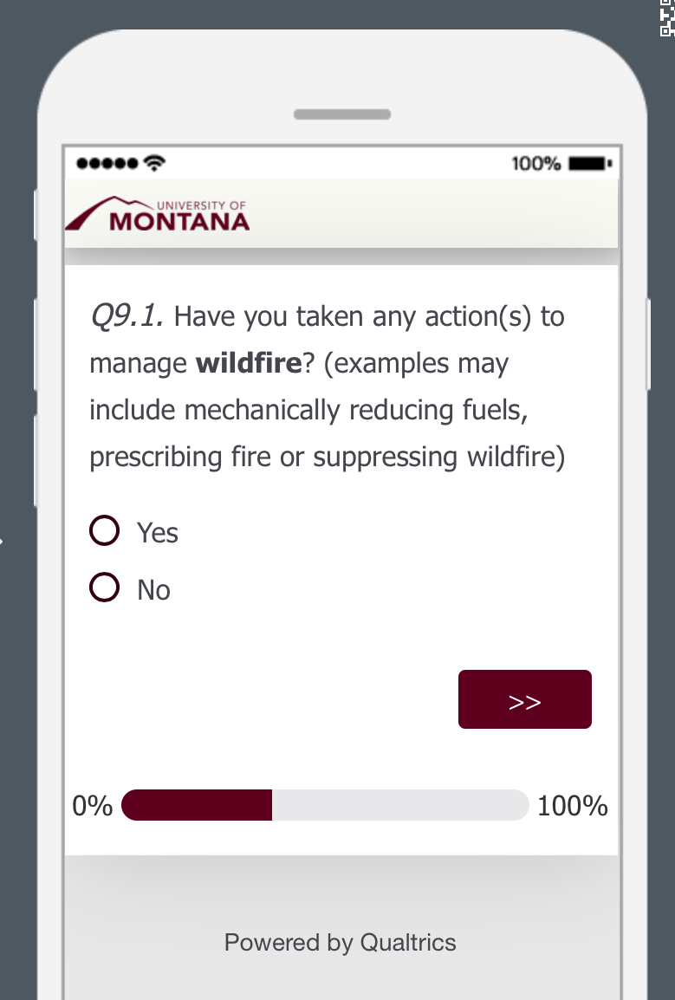 100%
UNIVERSITY OF
MONTANA
Q9.1. Have you taken any action(s) to
manage wildfire? (examples may
include mechanically reducing fuels,
prescribing fire or suppressing wildfire)
Yes
No
>>
0% 100%
Powered by Qualtrics